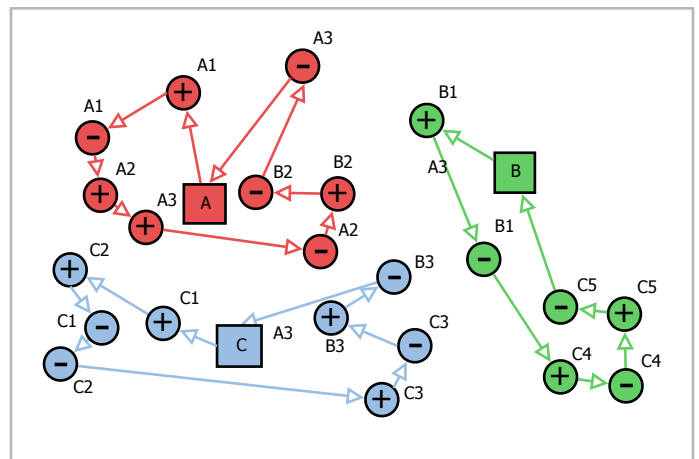 A3
A1
+
-
B1
A1
+
-
A2
B2
B
A3
+
+
-
+
A
A3
B1
-
A2
-
C2
+
B3
-
C5
C5
C1
-
+
C1
+
B3
A3
C3
-
-
+
C
C4
C4
-
C2
+
C3
+
-